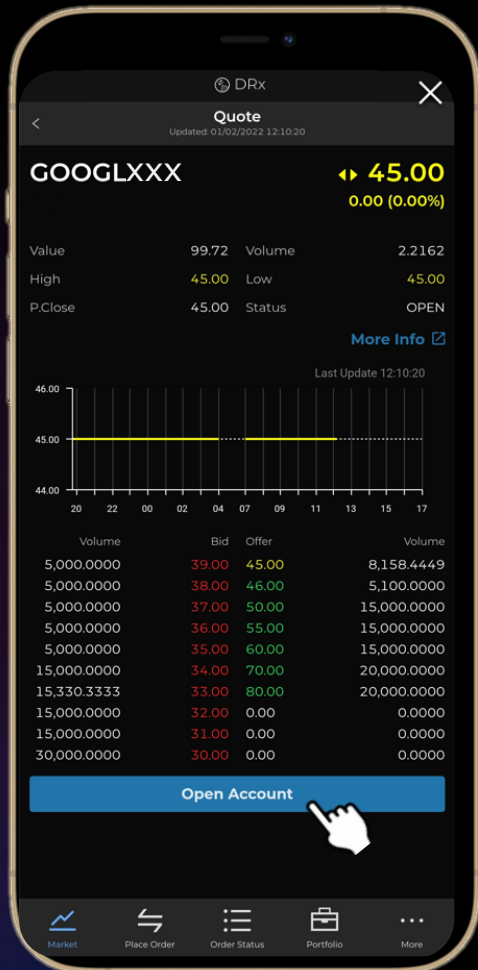 DRx
Quote
Updated: 01/02/2022 12:10:20
GOOGLXXX 45.00
0.00 (0.00%)
Value 99.72 Volume 2.2162
High 45.00 Low 45.00
P.Close 45.00 Status OPEN
More Info
Last Update 12:10:20
46.00
45.00
44.00
20 22 00 02 04 07 09 11 13 15 17
Volume Bid Offer Volume
5,000.0000 39.00 45.00 8,158.4449
5,000.0000 38.00 46.00 5,100.0000
5,000.0000 37.00 50.00 15,000.0000
5,000.0000 36.00 55.00 15,000.0000
5,000.0000 35.00 60.00 15,000.0000
15,000.0000 34.00 70.00 20,000.0000
15,330.3333 33.00 80.00 20,000.0000
15,000.0000 32.00 0.00 0.0000
15,000.0000 31.00 0.00 0.0000
30,000.0000 30.00 0.00 0.0000
Open Account
Market Place Order Order Status Portfolio More